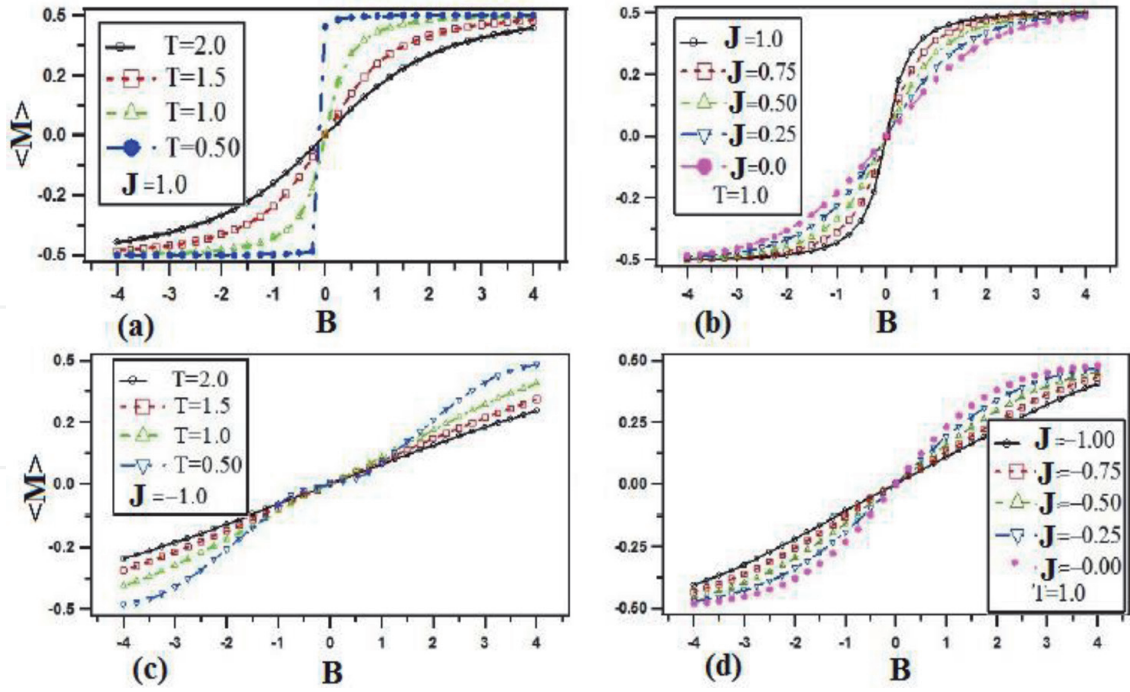 0.5
0.2
0.0
-0.2
-0.5
<M>
T=2.0
T=1.5
T=1.0
T=0.50
J=1.0
-4 -3 -2 -1 0 1 2 3 4
(a) B
0.5
0.2
0.0
-0.2
-0.5
J=1.0
J=0.75
J=0.50
J=0.25
J=0.0
T=1.0
-4 -3 -2 -1 0 1 2 3 4
(b) B
0.5
0.2
0.00
-0.2
-0.5
<M>
T=2.0
T=1.5
T=1.0
T=0.50
J=–1.0
-4 -3 -2 -1 0 1 2 3 4
(c) B
0.50
0.25
0.00
-0.25
-0.60
J=–1.00
J=–0.75
J=–0.50
J=–0.25
J=–0.00
T=1.0
-4 -3 -2 -1 0 1 2 3 4
B (d)